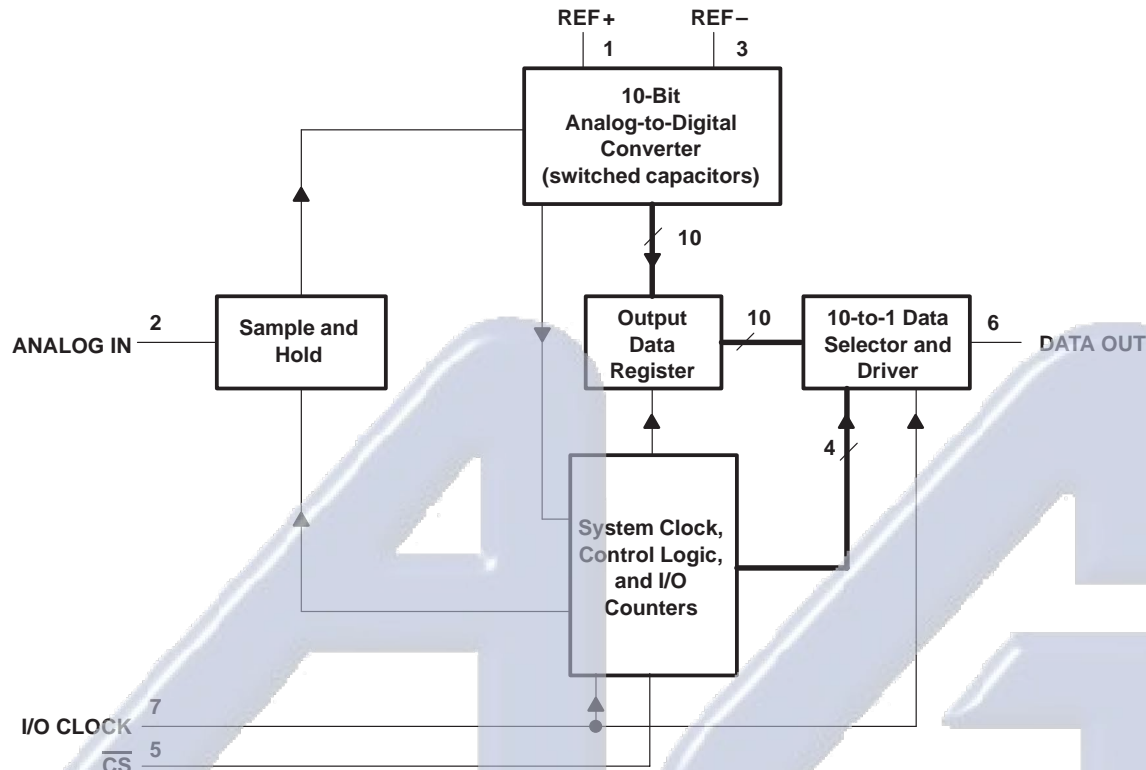 REF+
REF–
1
3
10-Bit
Analog-to-Digital
Converter
(switched capacitors)
10
2
ANALOG IN
Sample and
Hold
Output
Data
Register
10
10-to-1 Data
Selector and
Driver
6
DATA OUT
4
System Clock,
Control Logic,
and I/O
Counters
7
I/O CLOCK
5
C̅S̅